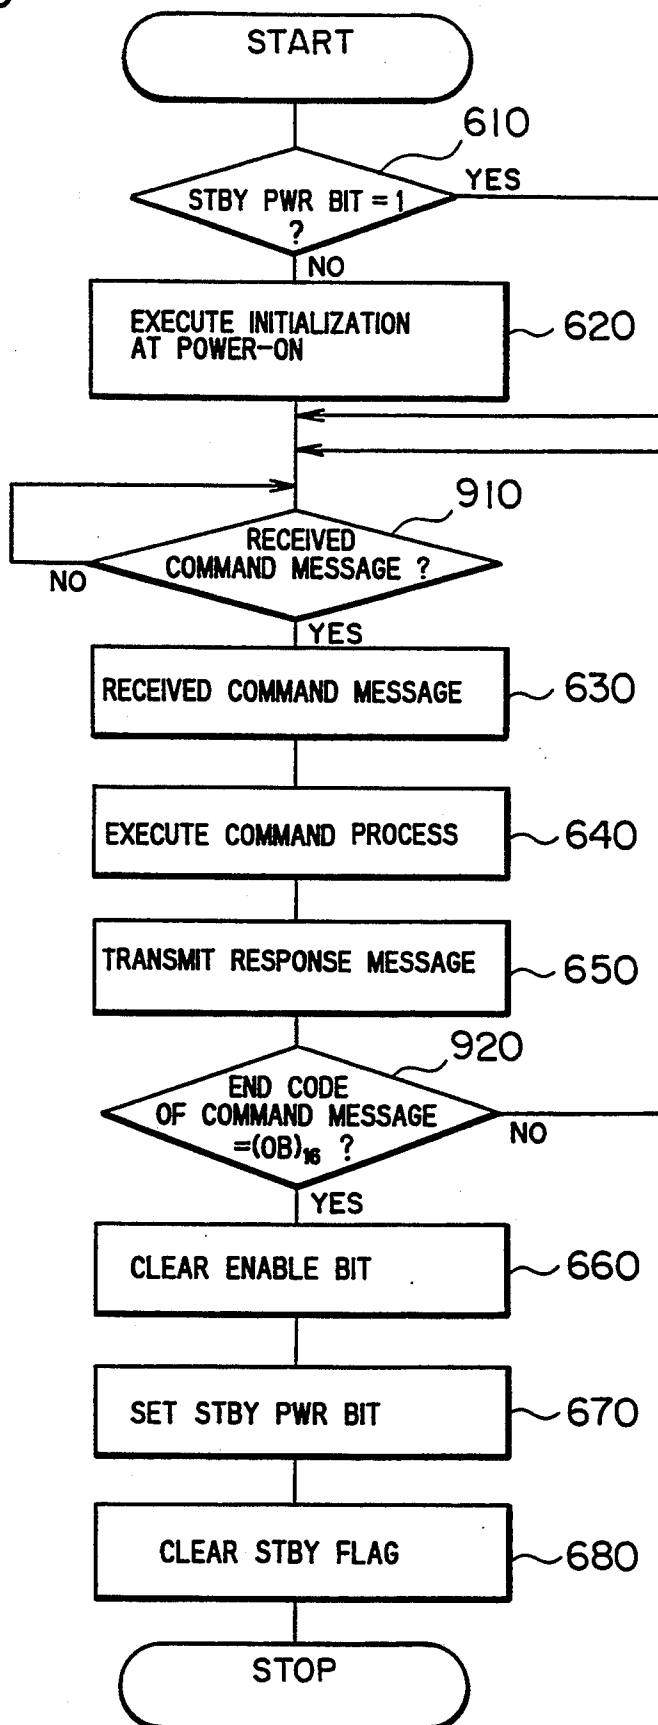 START
610
STBY PWR BIT = 1
?
YES
NO
EXECUTE INITIALIZATION
AT POWER-ON
620
910
RECEIVED
COMMAND MESSAGE ?
NO
YES
RECEIVED COMMAND MESSAGE
630
EXECUTE COMMAND PROCESS
640
TRANSMIT RESPONSE MESSAGE
650
920
END CODE
OF COMMAND MESSAGE
=(OB)16 ?
NO
YES
CLEAR ENABLE BIT
660
SET STBY PWR BIT
670
CLEAR STBY FLAG
680
STOP